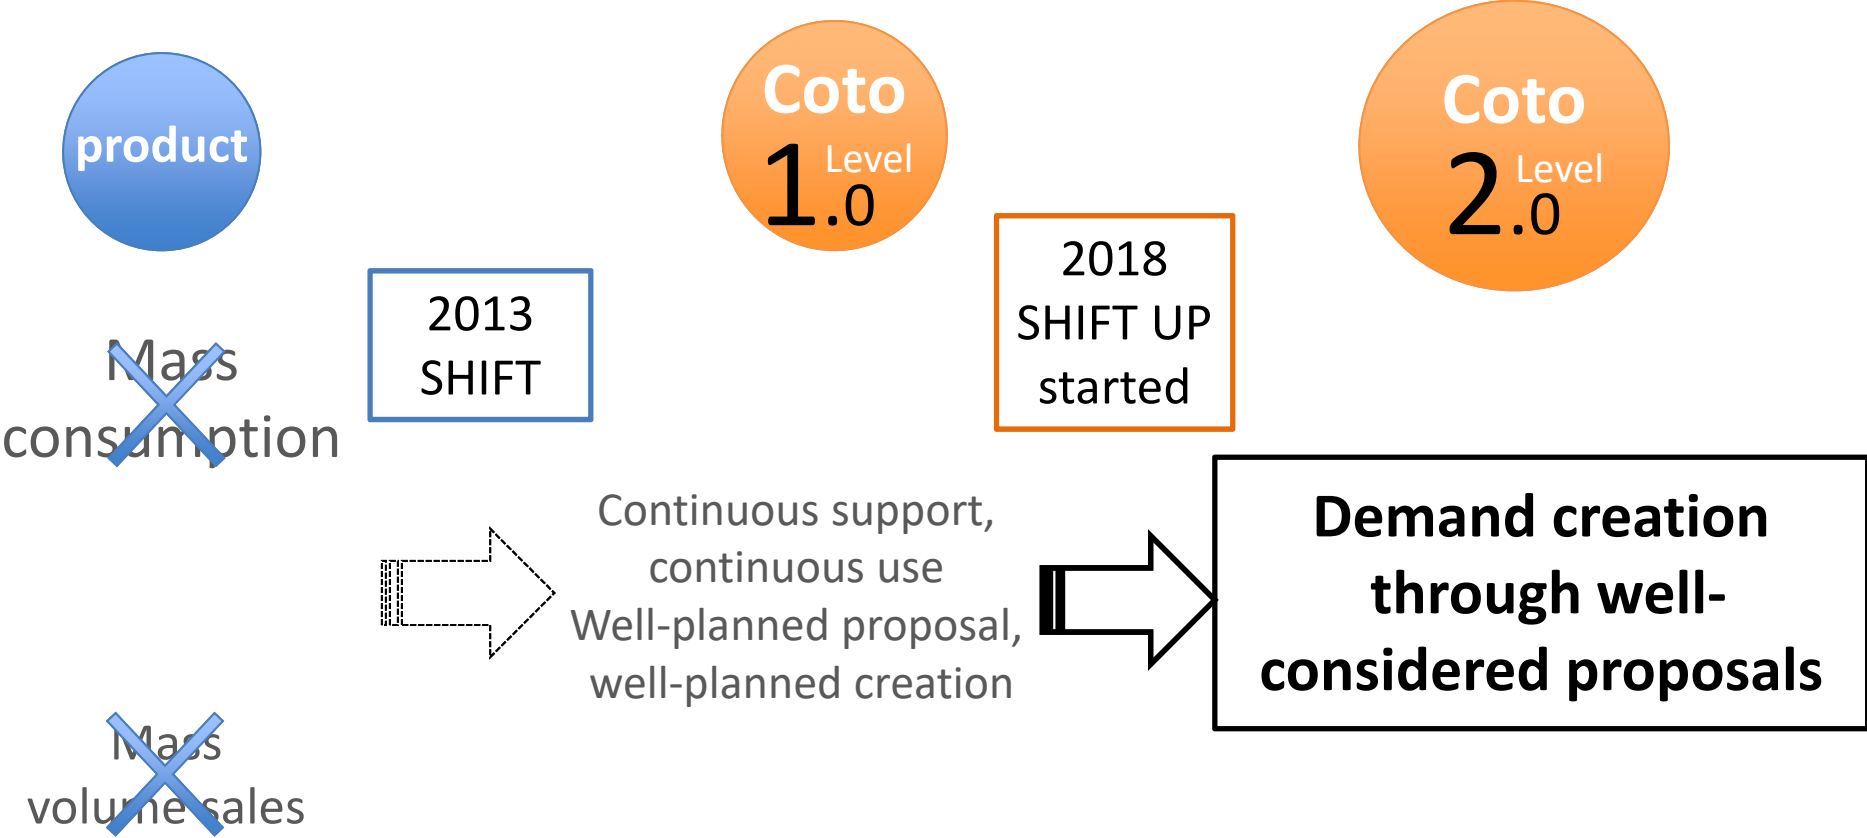 product
Mass
consumption
Mass
volume sales
2013
SHIFT
Coto
Level
1.0
Continuous support,
continuous use
Well-planned proposal,
well-planned creation
2018
SHIFT UP
started
Coto
Level
2.0
Demand creation
through well-
considered proposals